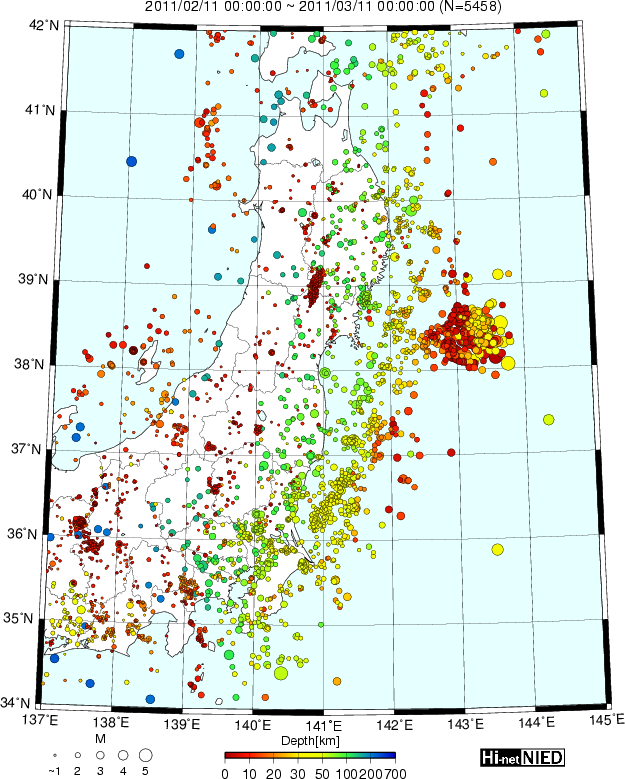 2011/02/11 00:00:00 ~ 2011/03/11 00:00:00 (N=5458)
42°N
41°N
40°N
39°N
38°N
37°N
36°N
35°N
34°N
137°E 138°E 139°E 140°E 141°E 142°E 143°E 144°E 145°E
M
~1 2 3 4 5
Depth[km]
0 10 20 30 50 100 200 700
Hi-net NIED